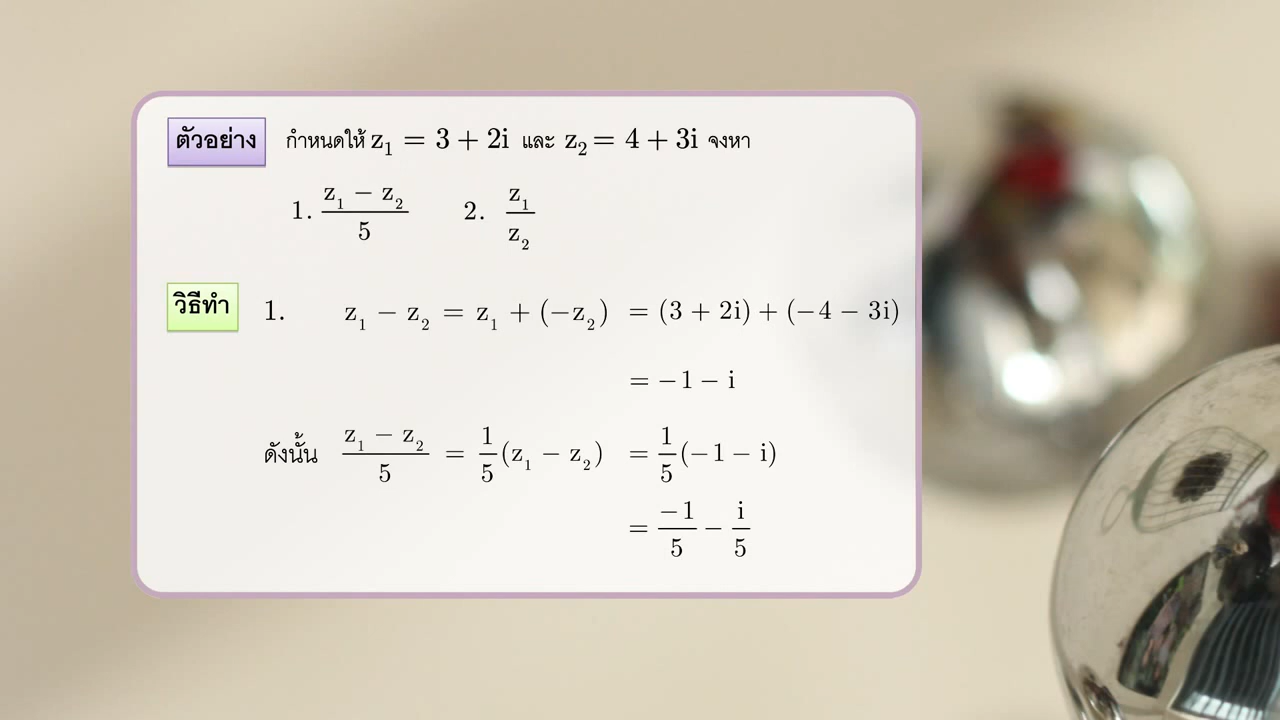 ตัวอย่าง กำหนดให้ z₁ = 3 + 2i และ z₂ = 4 + 3i จงหา
1. (z₁ − z₂)/5 2. z₁/z₂
วิธีทำ 1. z₁ − z₂ = z₁ + (−z₂) = (3 + 2i) + (−4 − 3i)
= −1 − i
ดังนั้น (z₁ − z₂)/5 = 1/5(z₁ − z₂) = 1/5(−1 − i)
= −1/5 − i/5